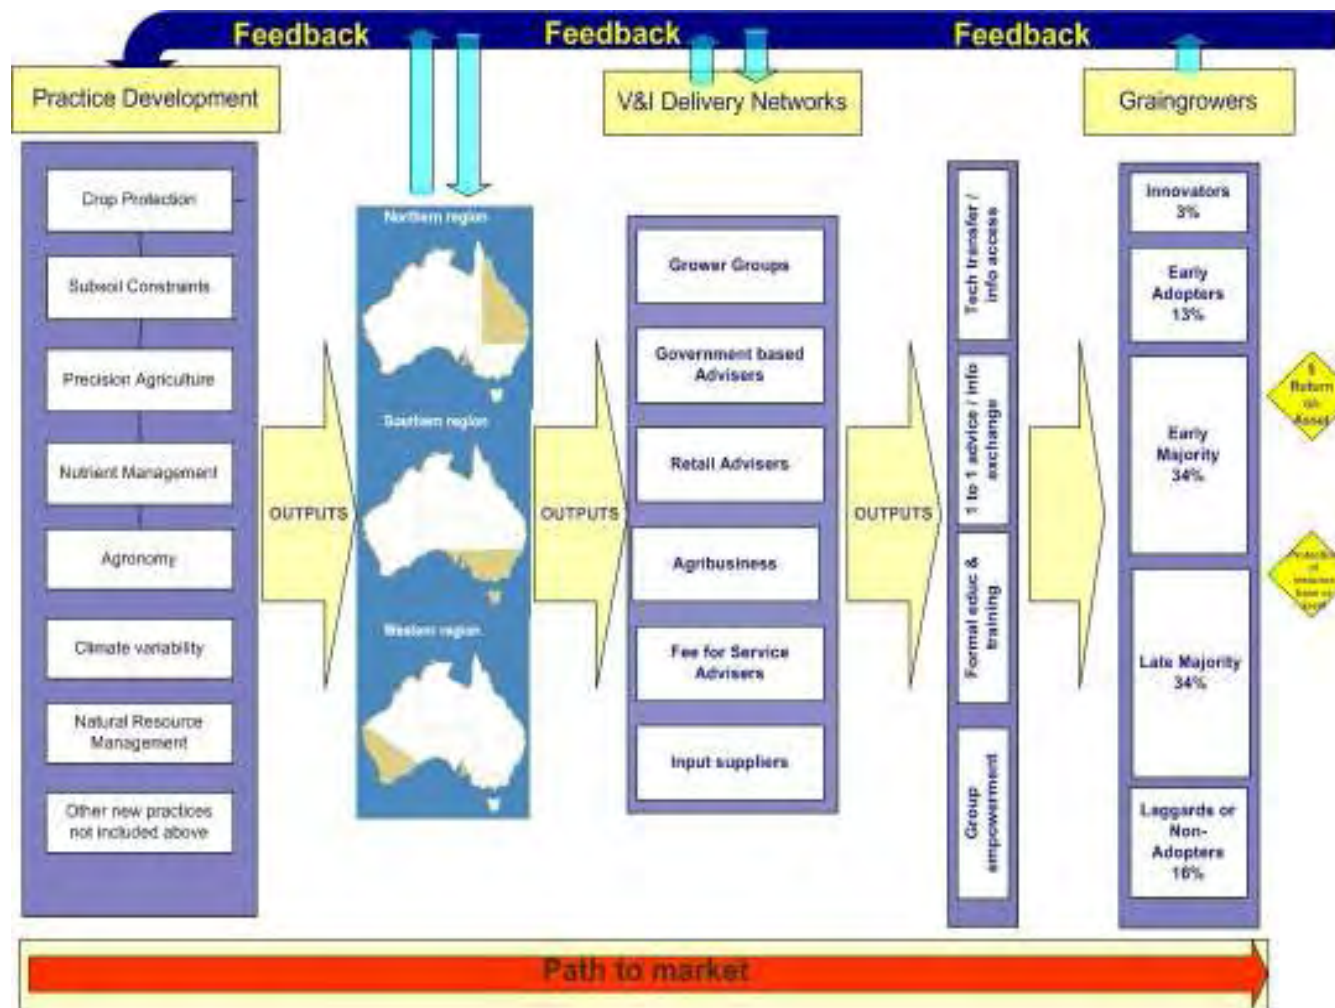 Feedback
Feedback
Feedback
Practice Development
V&I Delivery Networks
Graingrowers
Crop Protection
Subsoil Constraints
Precision Agriculture
Nutrient Management
Agronomy
Climate variability
Natural Resource
Management
Other new practices
not included above
OUTPUTS
Northern region
Southern region
Western region
OUTPUTS
Grower Groups
Government based
Advisers
Retail Advisers
Agribusiness
Fee for Service
Advisers
Input suppliers
OUTPUTS
Tech transfer /
info access
1 to 1 advice / info
exchange
Formal educ &
training
Group
empowerment
Innovators
3%
Early
Adopters
13%
Early
Majority
34%
Late Majority
34%
Laggards or
Non-
Adopters
16%
$
Return
on
Asset
Path to market